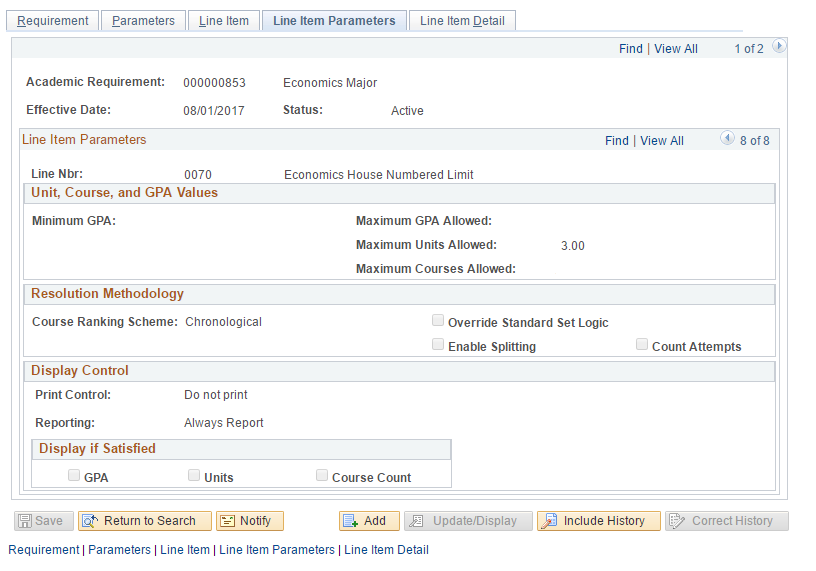 Requirement Parameters Line Item Line Item Parameters Line Item Detail
Find | View All 1 of 2
Academic Requirement: 000000853 Economics Major
Effective Date: 08/01/2017 Status: Active
Line Item Parameters Find | View All 8 of 8
Line Nbr: 0070 Economics House Numbered Limit
Unit, Course, and GPA Values
Minimum GPA: Maximum GPA Allowed:
Maximum Units Allowed: 3.00
Maximum Courses Allowed:
Resolution Methodology
Course Ranking Scheme: Chronological Override Standard Set Logic
Enable Splitting Count Attempts
Display Control
Print Control: Do not print
Reporting: Always Report
Display if Satisfied
GPA Units Course Count
Save Return to Search Notify Add Update/Display Include History Correct History
Requirement | Parameters | Line Item | Line Item Parameters | Line Item Detail